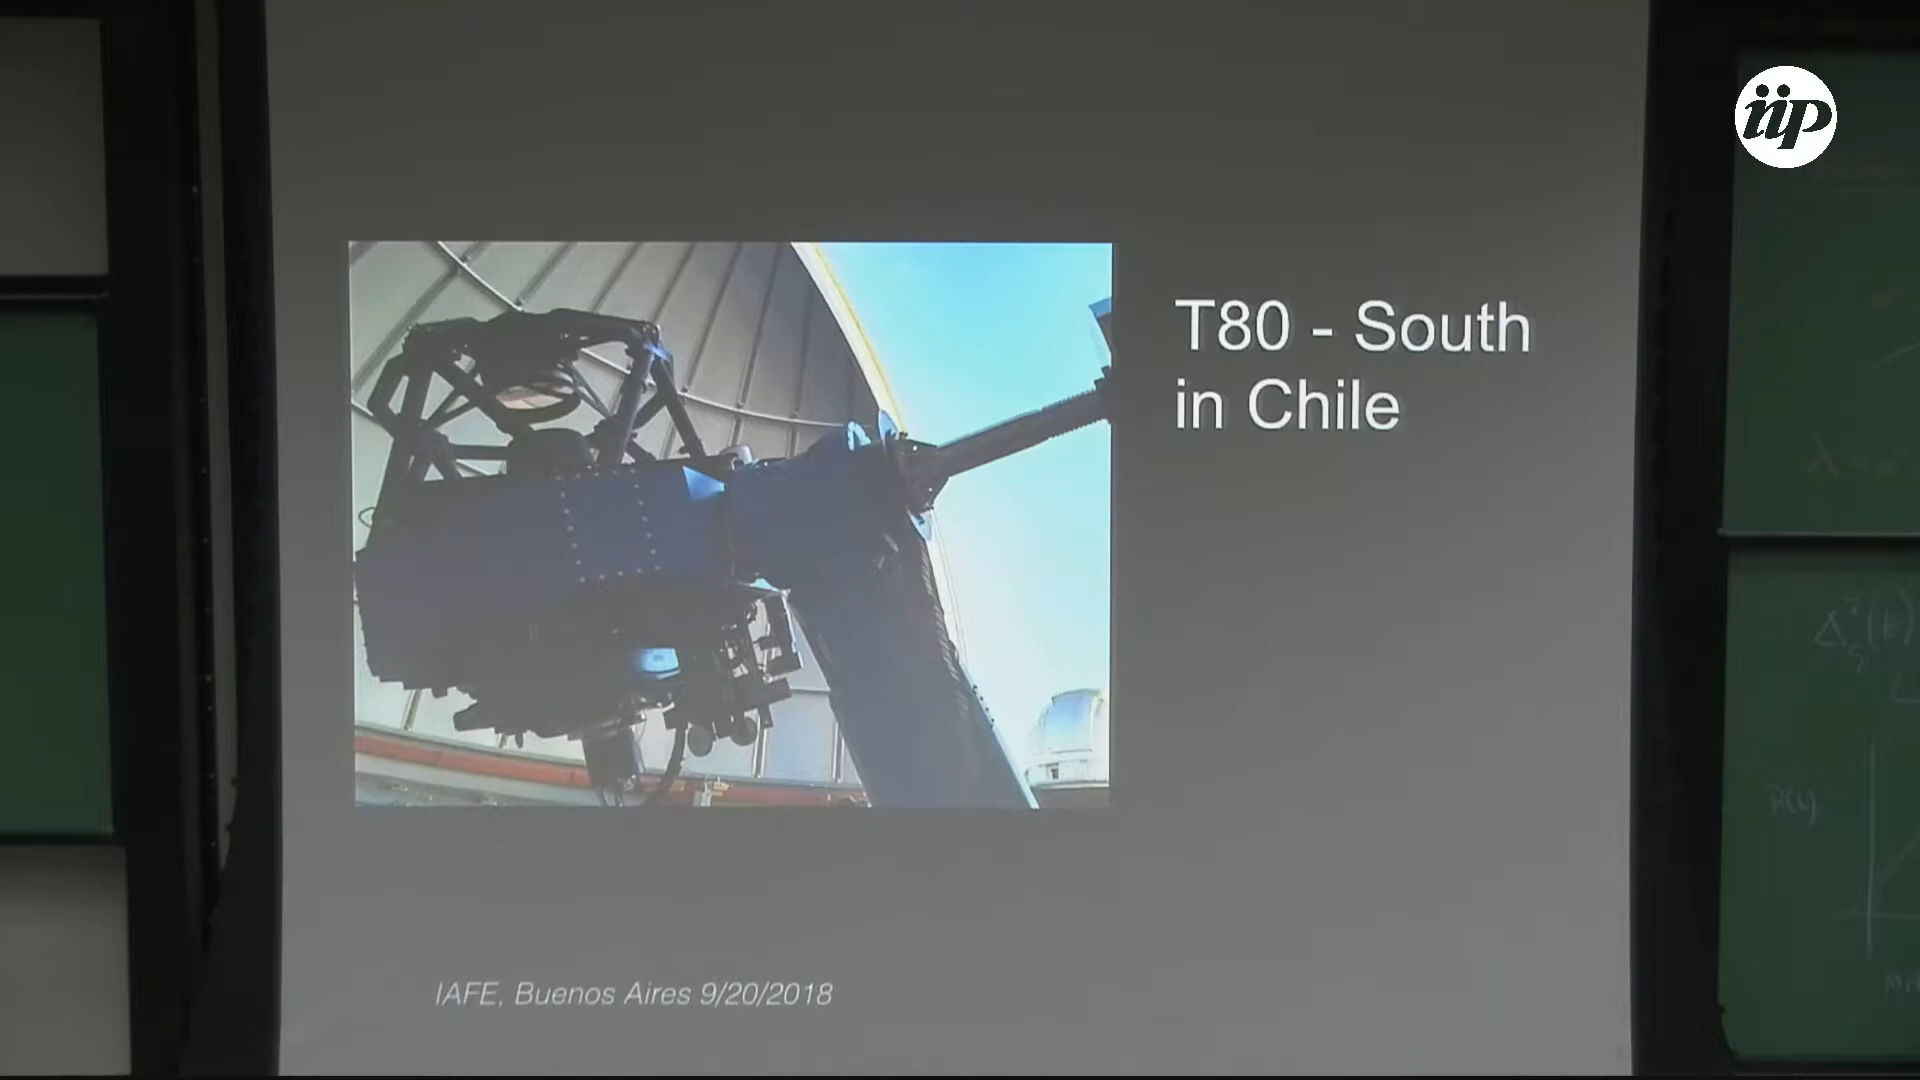 iip
T80 - South
in Chile
IAFE, Buenos Aires 9/20/2018